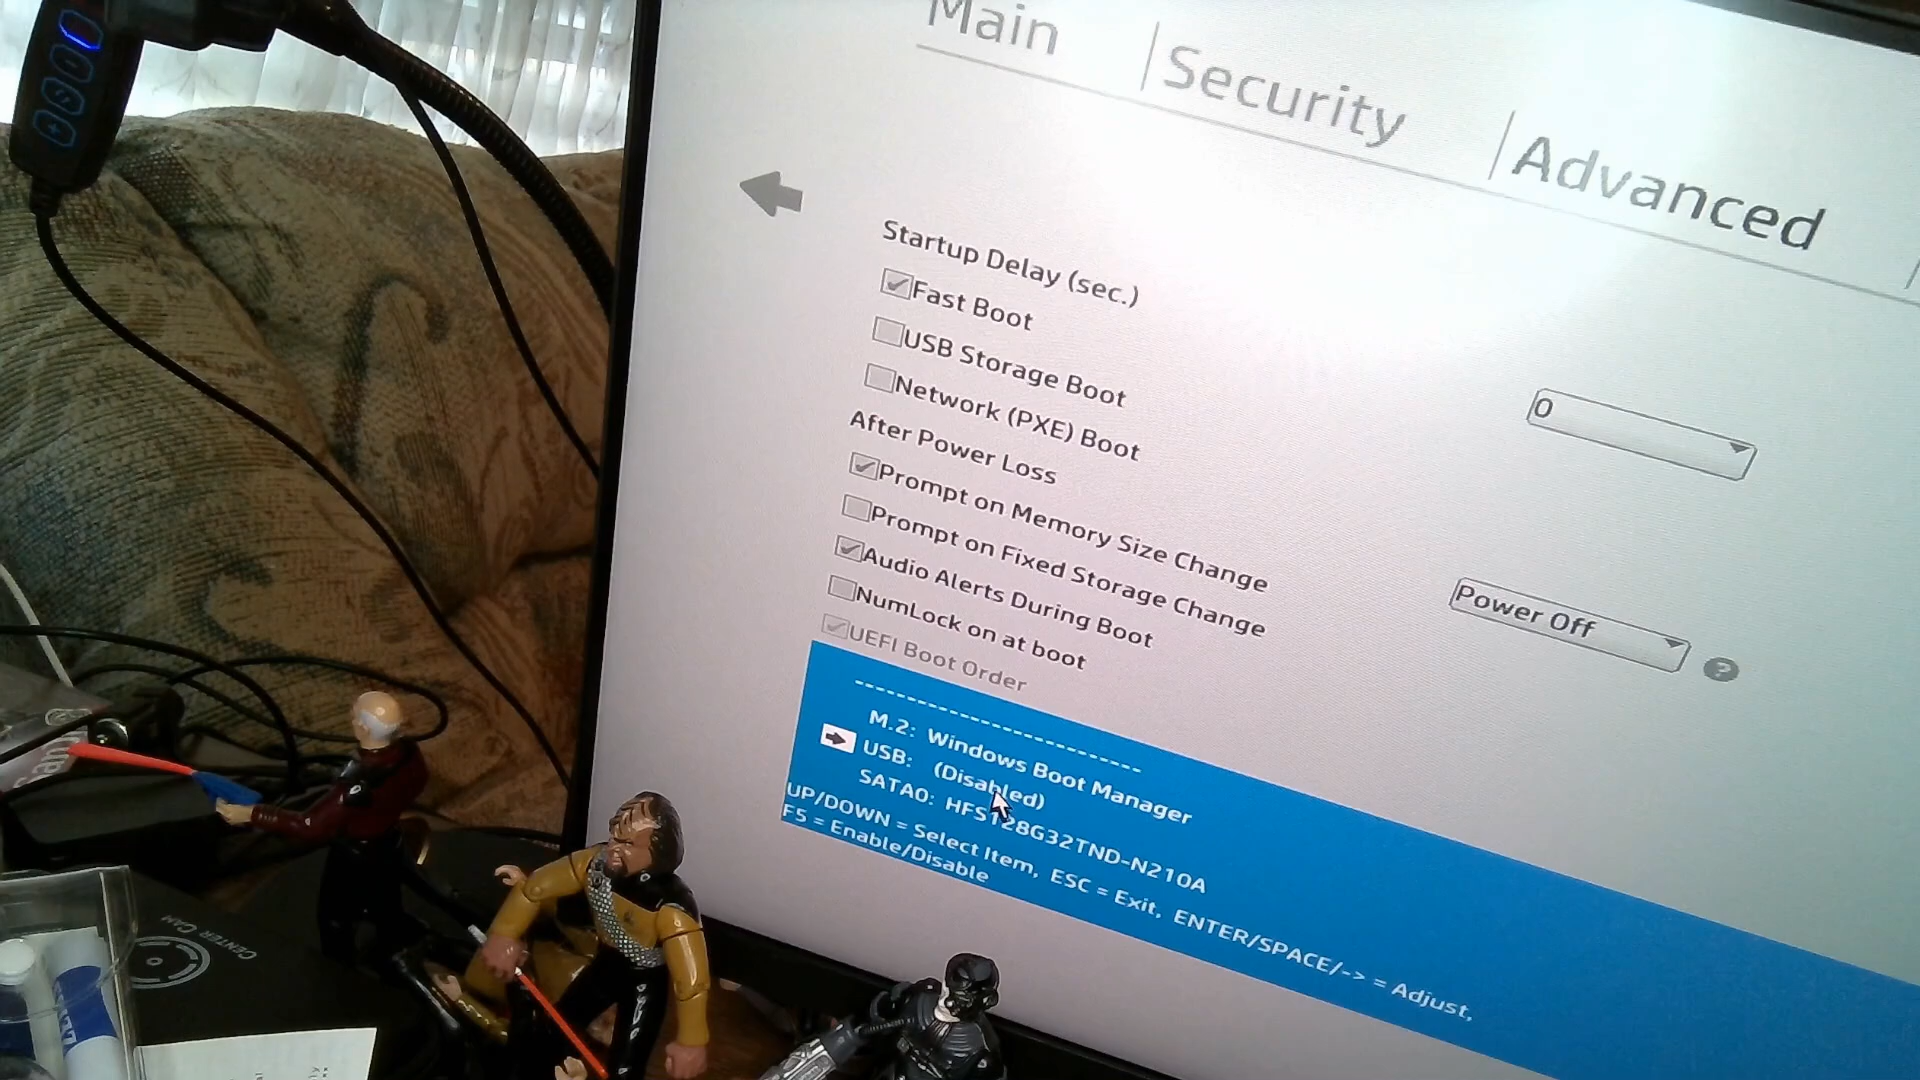 Main
Security
Advanced
Startup Delay (sec.)
0
Fast Boot
USB Storage Boot
Network (PXE) Boot
After Power Loss
Power Off
?
Prompt on Memory Size Change
Prompt on Fixed Storage Change
Audio Alerts During Boot
NumLock on at boot
UEFI Boot Order
--------------------------
M.2: Windows Boot Manager
USB: (Disabled)
SATA0: HFS128G32TND-N210A
UP/DOWN = Select Item, ESC = Exit, ENTER/SPACE/-> = Adjust,
F5 = Enable/Disable
CENTER CAM